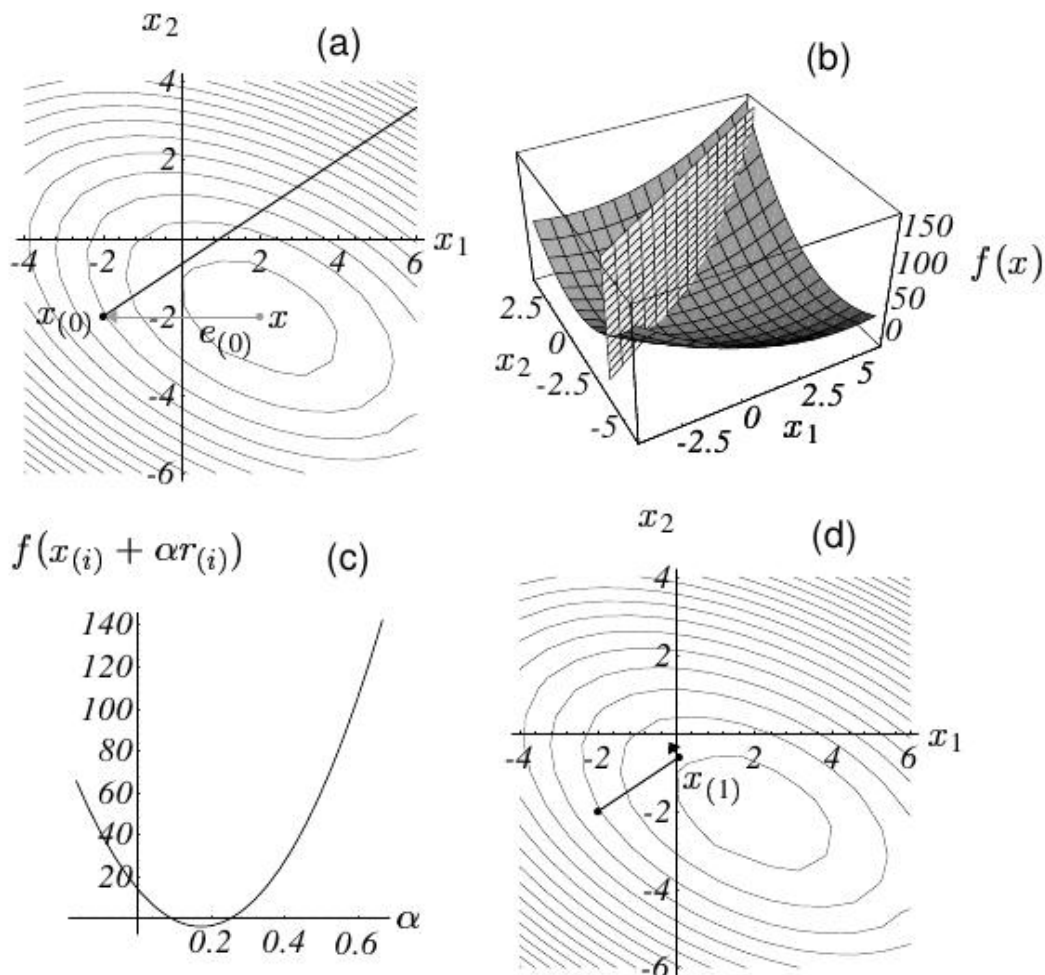 x₂ (a)
4
2
-4 -2 2 4 6 x₁
x₍₀₎ -2 e₍₀₎ x
-4
-6
(b)
150
100
50
0
f(x)
2.5
0
-2.5
-5
x₂
-2.5 0 2.5 5
x₁
f(x₍ᵢ₎ + αr₍ᵢ₎) (c)
140
120
100
80
60
40
20
0.2 0.4 0.6 α
x₂ (d)
4
2
-4 -2 2 4 6 x₁
x₍₁₎
-2
-4
-6